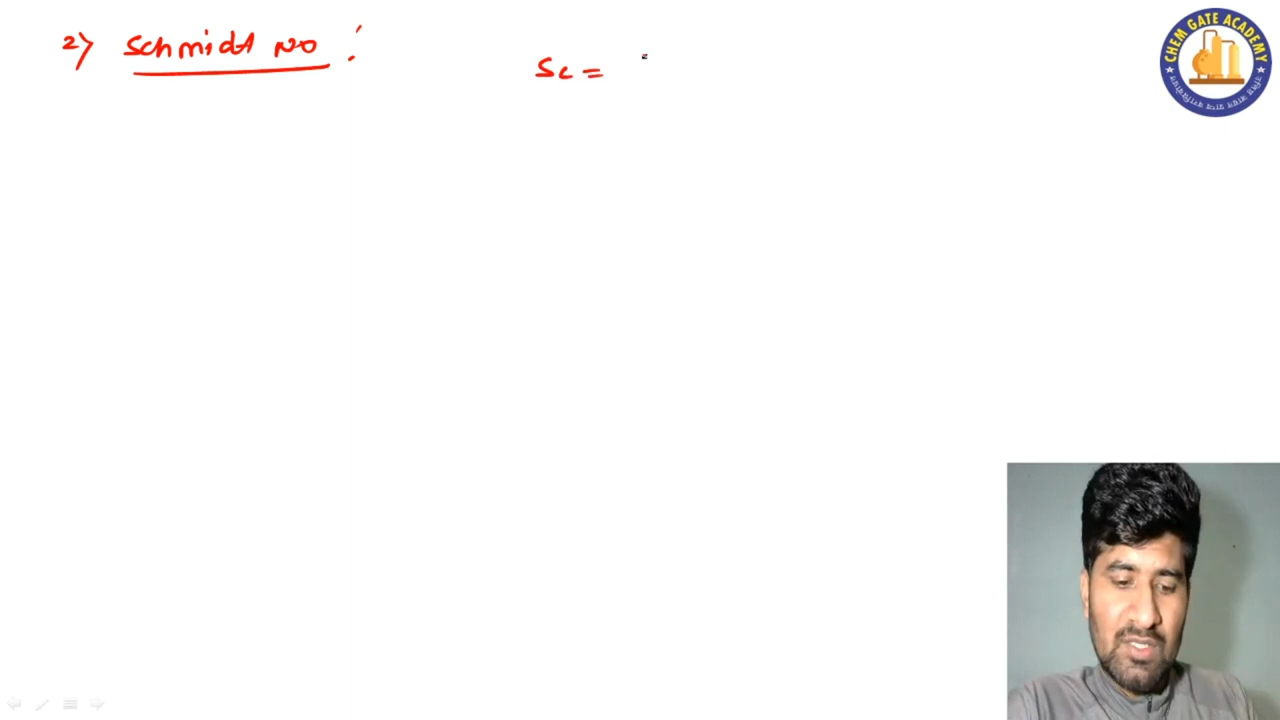 2) Schmidt No :
Sc =
CHEM GATE ACADEMY